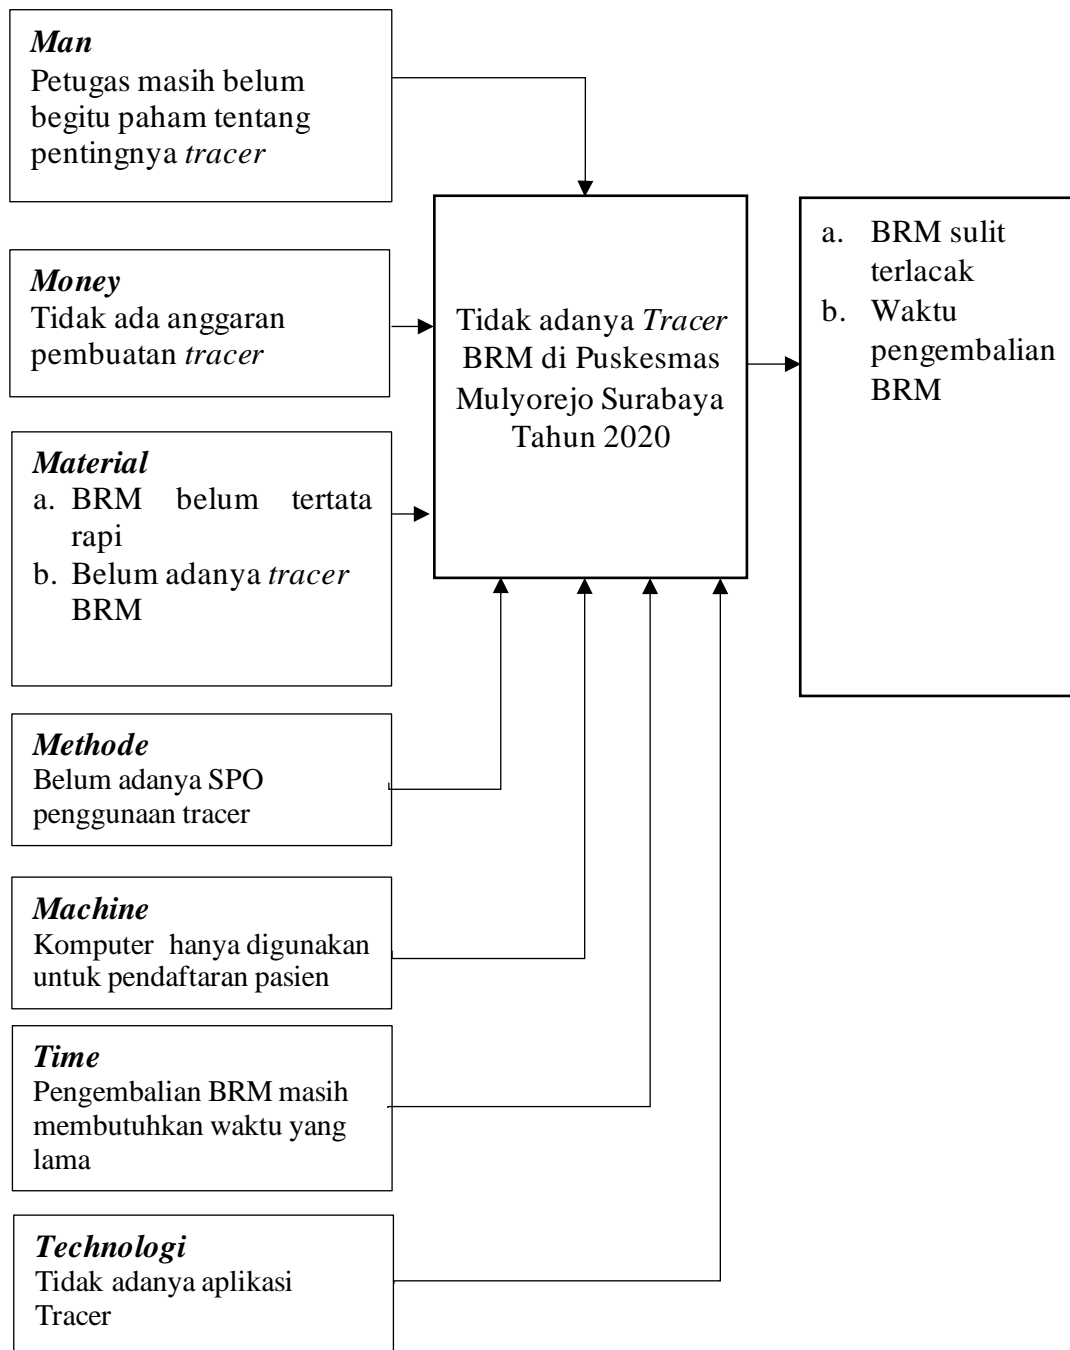 Man
Petugas masih belum
begitu paham tentang
pentingnya tracer
Money
Tidak ada anggaran
pembuatan tracer
Material
a. BRM belum tertata
rapi
b. Belum adanya tracer
BRM
Methode
Belum adanya SPO
penggunaan tracer
Machine
Komputer hanya digunakan
untuk pendaftaran pasien
Time
Pengembalian BRM masih
membutuhkan waktu yang
lama
Technologi
Tidak adanya aplikasi
Tracer
Tidak adanya Tracer
BRM di Puskesmas
Mulyorejo Surabaya
Tahun 2020
a. BRM sulit
terlacak
b. Waktu
pengembalian
BRM